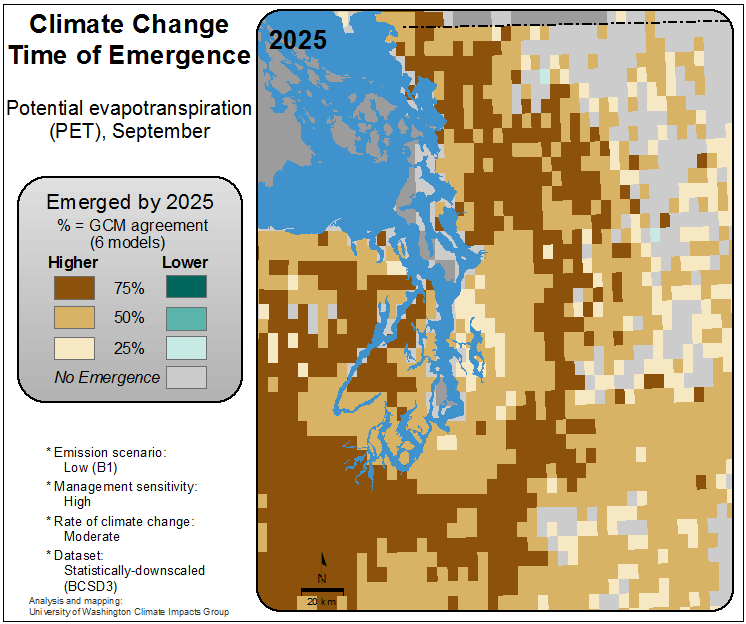 Climate Change
Time of Emergence
Potential evapotranspiration
(PET), September
Emerged by 2025
% = GCM agreement
(6 models)
Higher Lower
75%
50%
25%
No Emergence
* Emission scenario:
Low (B1)
* Management sensitivity:
High
* Rate of climate change:
Moderate
* Dataset:
Statistically-downscaled
(BCSD3)
Analysis and mapping:
University of Washington Climate Impacts Group
2025
N
20 km